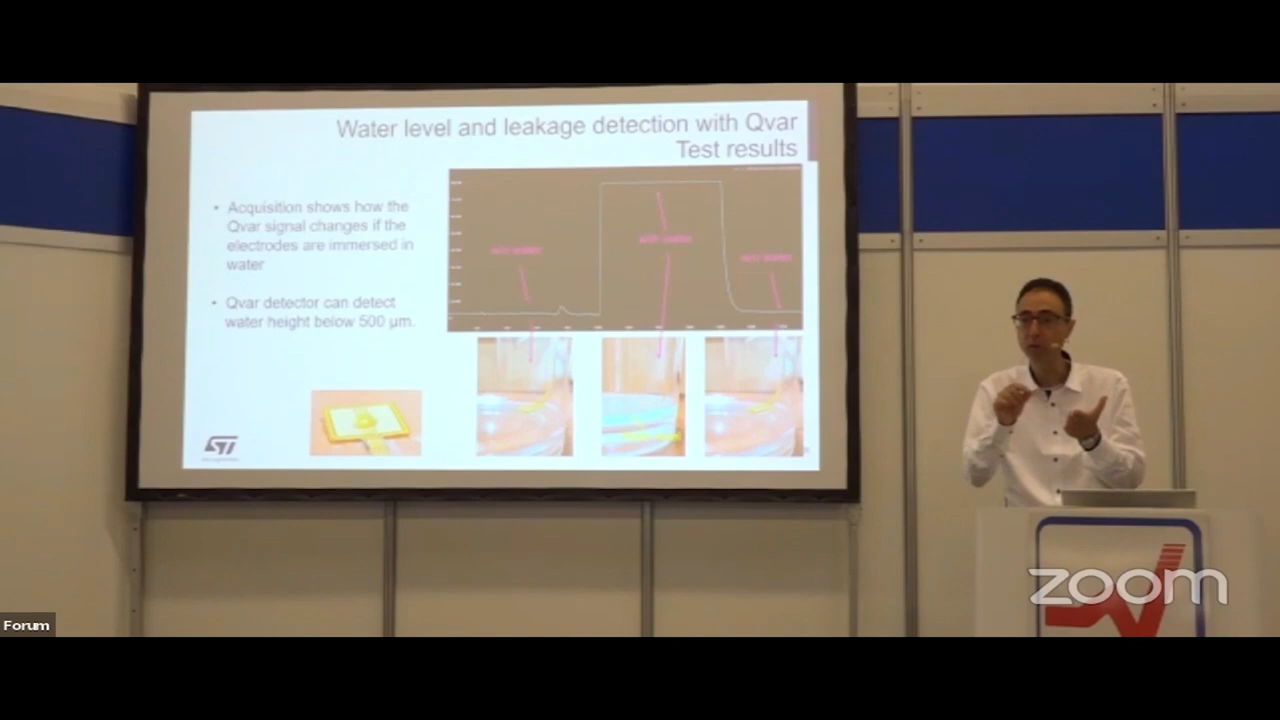 Water level and leakage detection with Qvar
Test results
• Acquisition shows how the
Qvar signal changes if the
electrodes are immersed in
water
• Qvar detector can detect
water height below 500 µm.
ST
zoom
Forum